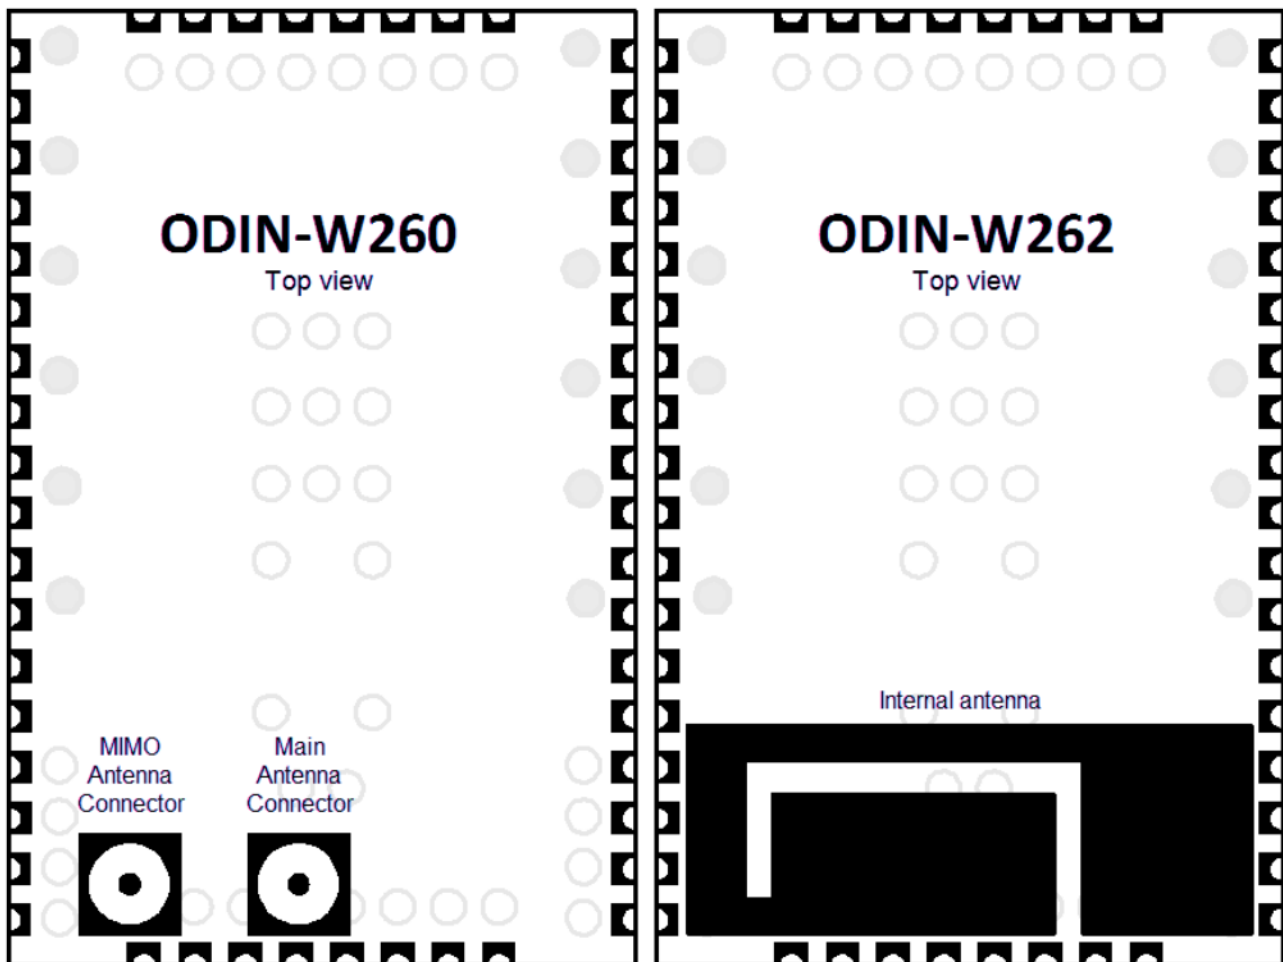 ODIN-W260
Top view
MIMO
Antenna
Connector
Main
Antenna
Connector
ODIN-W262
Top view
Internal antenna